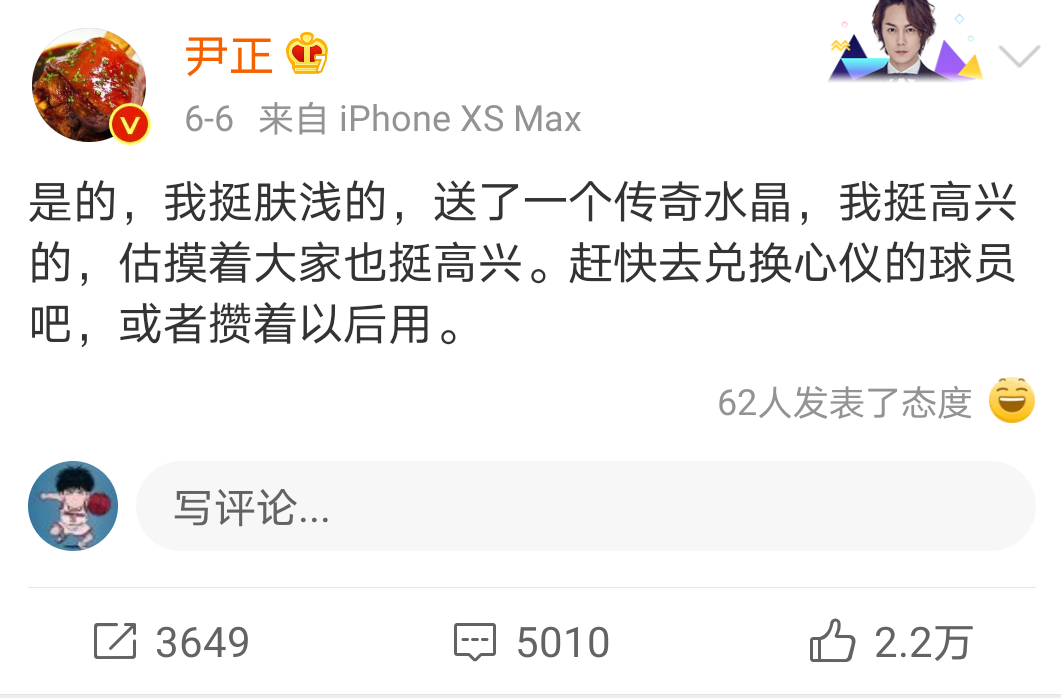 尹正
6-6 来自 iPhone XS Max
是的，我挺肤浅的，送了一个传奇水晶，我挺高兴
的，估摸着大家也挺高兴。赶快去兑换心仪的球员
吧，或者攒着以后用。
62人发表了态度
写评论...
3649 5010 2.2万